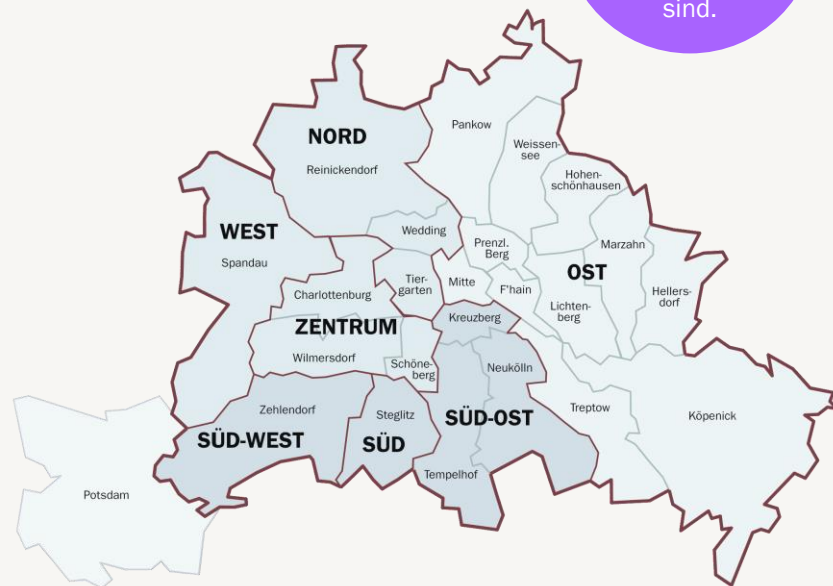 sind.
NORD
Reinickendorf
Pankow
Weissen-
see
Hohen-
schönhausen
WEST
Spandau
Wedding
Prenzl.
Berg
Marzahn
OST
Tier-
garten
Mitte
F'hain
Hellers-
dorf
Charlottenburg
Lichten-
berg
Kreuzberg
ZENTRUM
Wilmersdorf
Schöne-
berg
Neukölln
Zehlendorf
Steglitz
SÜD-OST
Treptow
Köpenick
SÜD-WEST
SÜD
Tempelhof
Potsdam